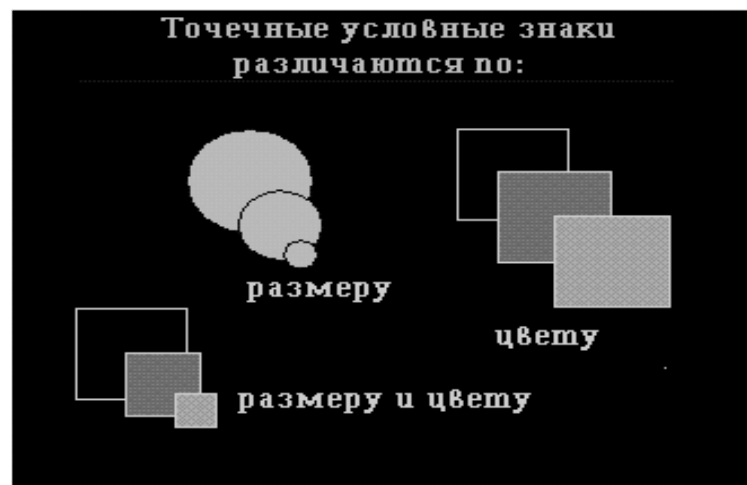 Точечные условные знаки
различаются по:
размеру
цвету
размеру и цвету